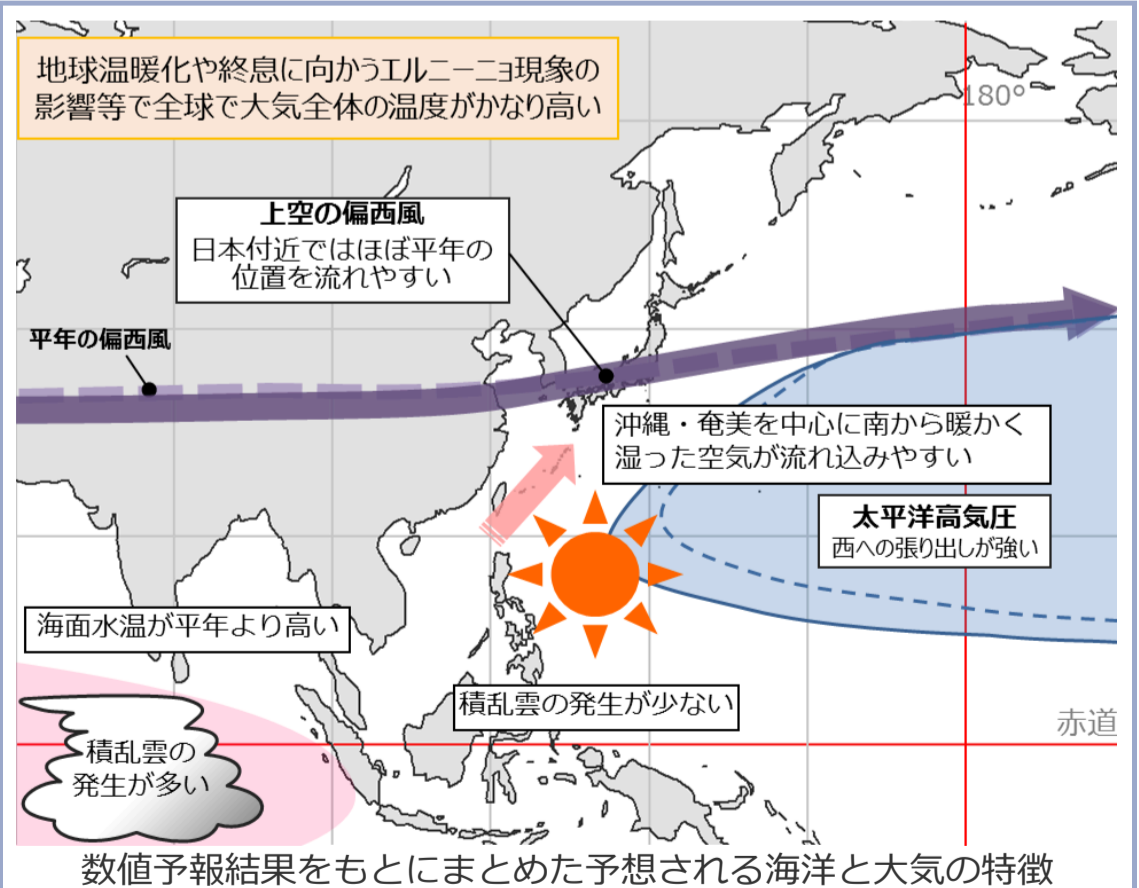 地球温暖化や終息に向かうエルニーニョ現象の
影響等で全球で大気全体の温度がかなり高い
180°
上空の偏西風
日本付近ではほぼ平年の
位置を流れやすい
平年の偏西風
沖縄・奄美を中心に南から暖かく
湿った空気が流れ込みやすい
太平洋高気圧
西への張り出しが強い
海面水温が平年より高い
積乱雲の発生が少ない
赤道
積乱雲の
発生が多い
数値予報結果をもとにまとめた予想される海洋と大気の特徴